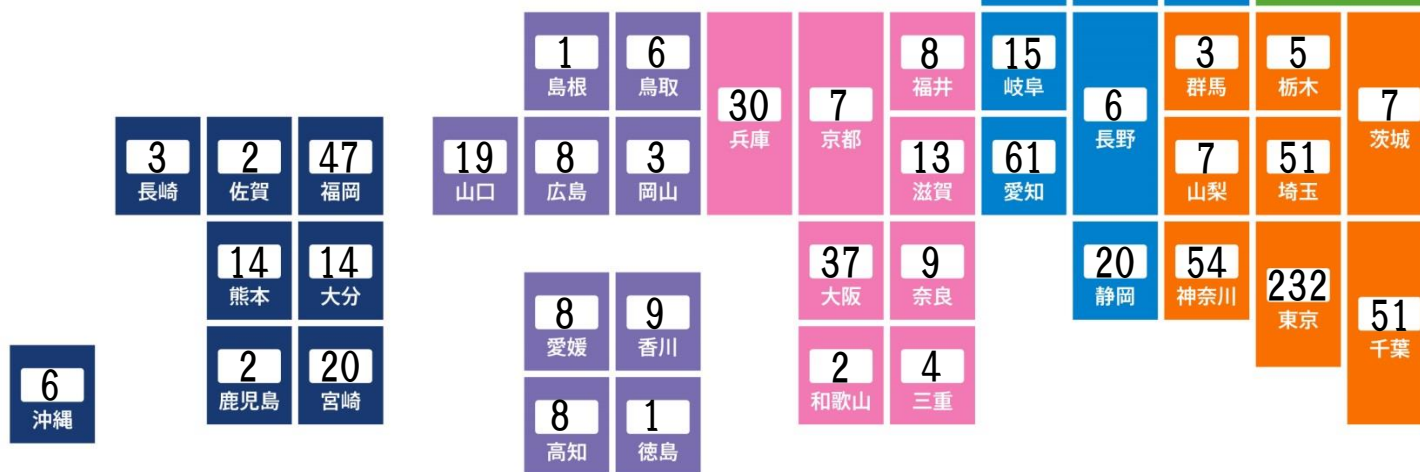 1
島根
6
鳥取
30
兵庫
7
京都
8
福井
15
岐阜
6
長野
3
群馬
5
栃木
7
茨城
3
長崎
2
佐賀
47
福岡
19
山口
8
広島
3
岡山
13
滋賀
61
愛知
7
山梨
51
埼玉
14
熊本
14
大分
37
大阪
9
奈良
20
静岡
54
神奈川
232
東京
51
千葉
8
愛媛
9
香川
6
沖縄
2
鹿児島
20
宮崎
2
和歌山
4
三重
8
高知
1
徳島